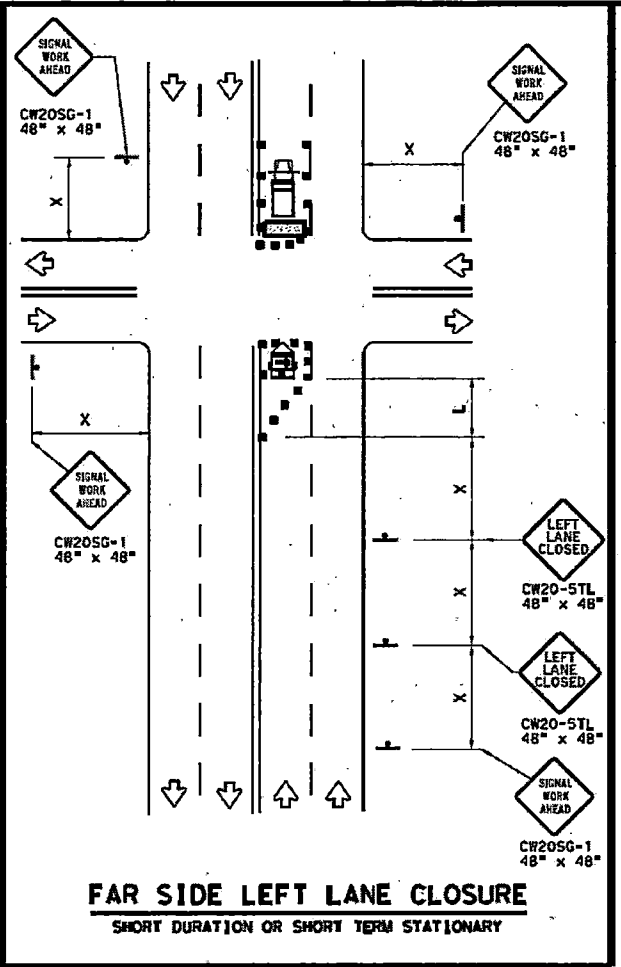 SIGNAL
WORK
AHEAD
CW20SG-1
48" x 48"
X
SIGNAL
WORK
AHEAD
CW20SG-1
48" x 48"
X
X
SIGNAL
WORK
AHEAD
CW20SG-1
48" x 48"
L
X
LEFT
LANE
CLOSED
CW20-5TL
48" x 48"
X
LEFT
LANE
CLOSED
CW20-5TL
48" x 48"
X
SIGNAL
WORK
AHEAD
CW20SG-1
48" x 48"
FAR SIDE LEFT LANE CLOSURE
SHORT DURATION OR SHORT TERM STATIONARY